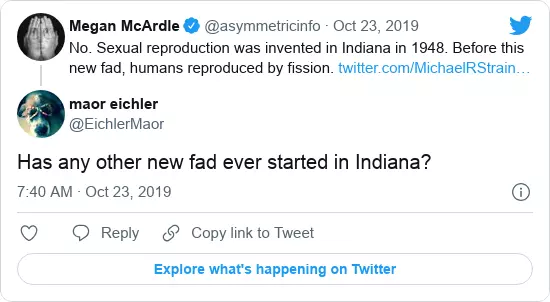 Megan McArdle @asymmetricinfo · Oct 23, 2019
No. Sexual reproduction was invented in Indiana in 1948. Before this
new fad, humans reproduced by fission. twitter.com/MichaelRStrain…
maor eichler
@EichlerMaor
Has any other new fad ever started in Indiana?
7:40 AM · Oct 23, 2019
Reply Copy link to Tweet
Explore what's happening on Twitter